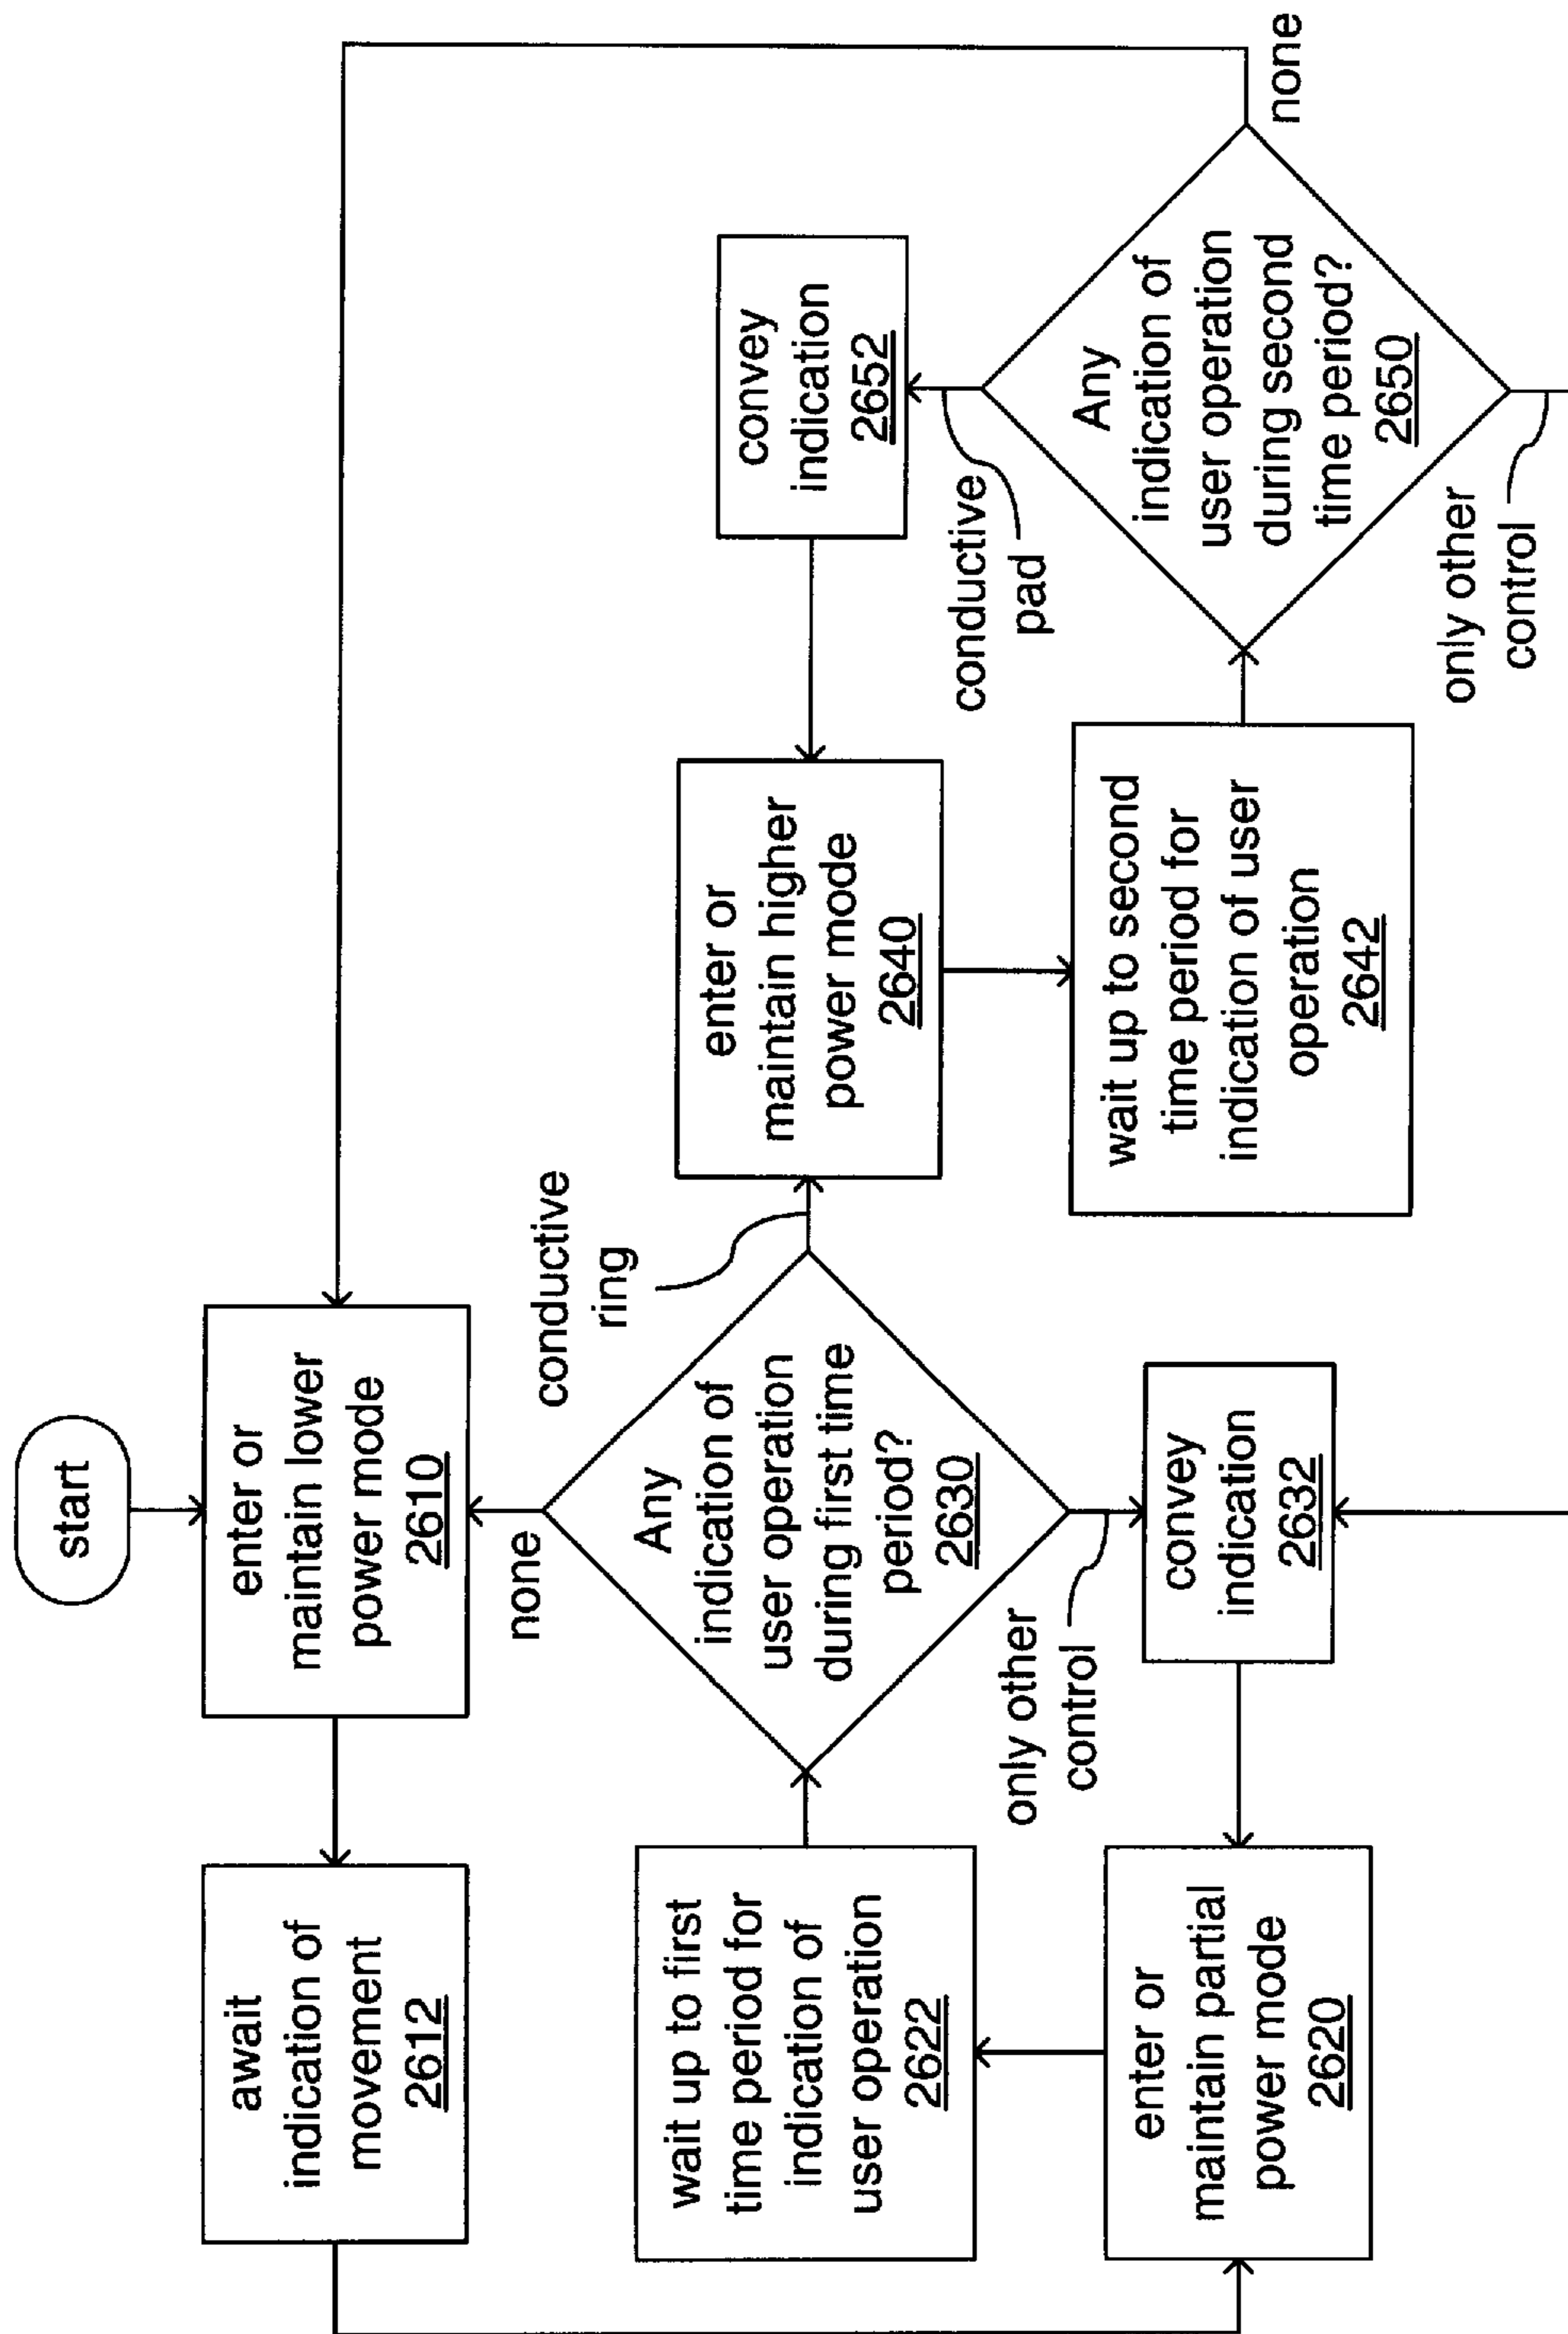 start
enter or
maintain lower
power mode
2610
await
indication of
movement
2612
none
conductive
ring
Any
indication of
user operation
during first time
period?
2630
wait up to first
time period for
indication of
user operation
2622
only other
control
convey
indication
2632
enter or
maintain partial
power mode
2620
enter or
maintain higher
power mode
2640
wait up to second
time period for
indication of user
operation
2642
convey
indication
2652
conductive
pad
Any
indication of
user operation
during second
time period?
2650
none
only other
control